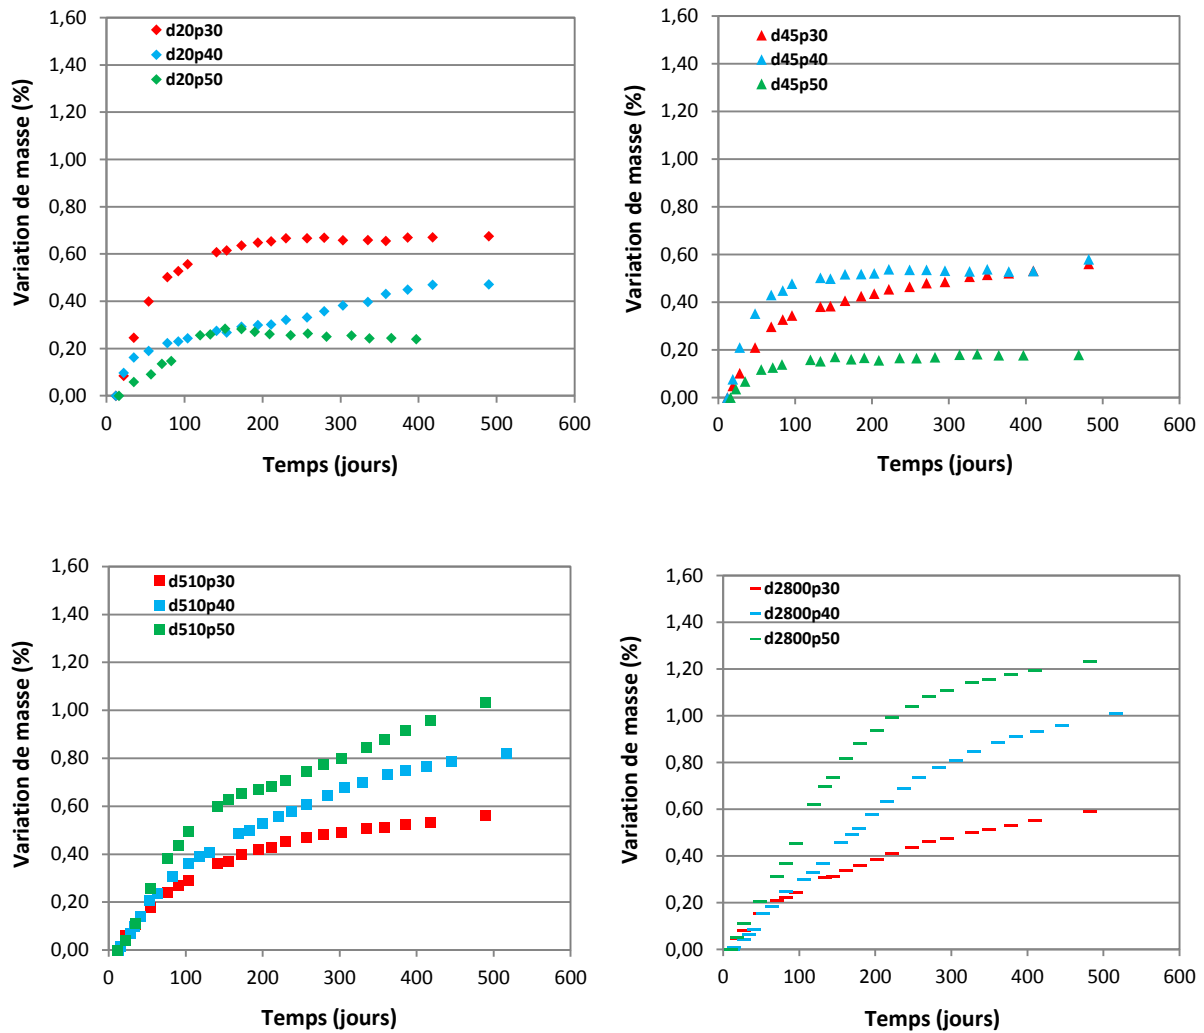 Variation de masse (%)
1,60
1,40
1,20
1,00
0,80
0,60
0,40
0,20
0,00
d20p30
d20p40
d20p50
0 100 200 300 400 500 600
Temps (jours)
Variation de masse (%)
1,60
1,40
1,20
1,00
0,80
0,60
0,40
0,20
0,00
d45p30
d45p40
d45p50
0 100 200 300 400 500 600
Temps (jours)
Variation de masse (%)
1,60
1,40
1,20
1,00
0,80
0,60
0,40
0,20
0,00
d510p30
d510p40
d510p50
0 100 200 300 400 500 600
Temps (jours)
Variation de masse (%)
1,60
1,40
1,20
1,00
0,80
0,60
0,40
0,20
0,00
d2800p30
d2800p40
d2800p50
0 100 200 300 400 500 600
Temps (jours)